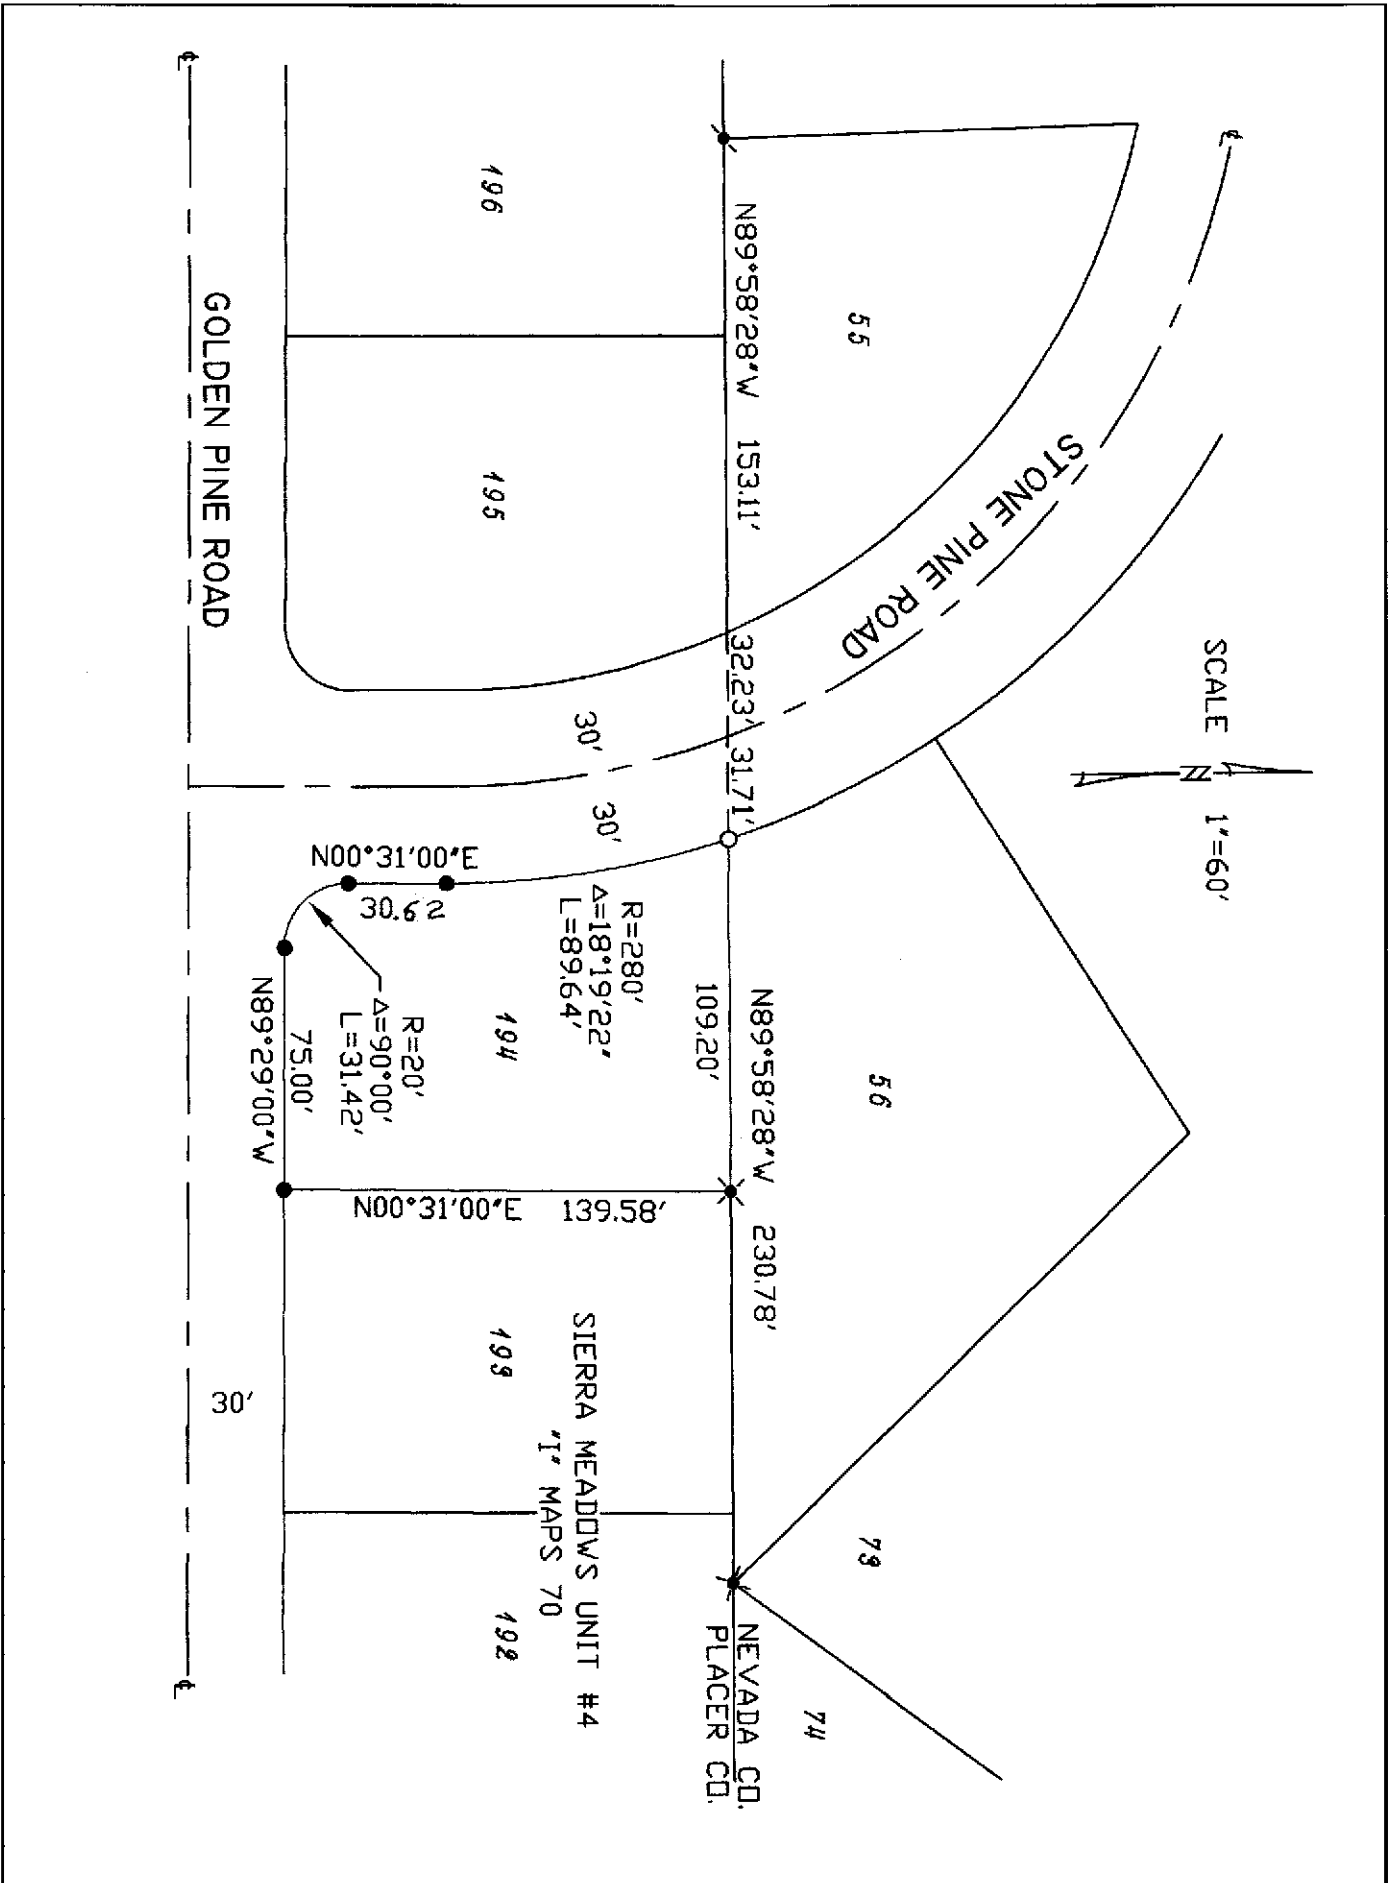 SCALE 1"=60'
N
℄
STONE PINE ROAD
55
56
73
74
N89°58'28"W 153.11'
32.23' 31.71'
N89°58'28"W 230.78'
109.20'
NEVADA CO.
PLACER CO.
30'
30'
R=280'
Δ=18°19'22"
L=89.64'
196
195
194
193
192
SIERRA MEADOWS UNIT #4
"I" MAPS 70
N00°31'00"E
30.62
R=20'
Δ=90°00'
L=31.42'
N00°31'00"E 139.58'
75.00'
N89°29'00"W
GOLDEN PINE ROAD
30'
℄
℄